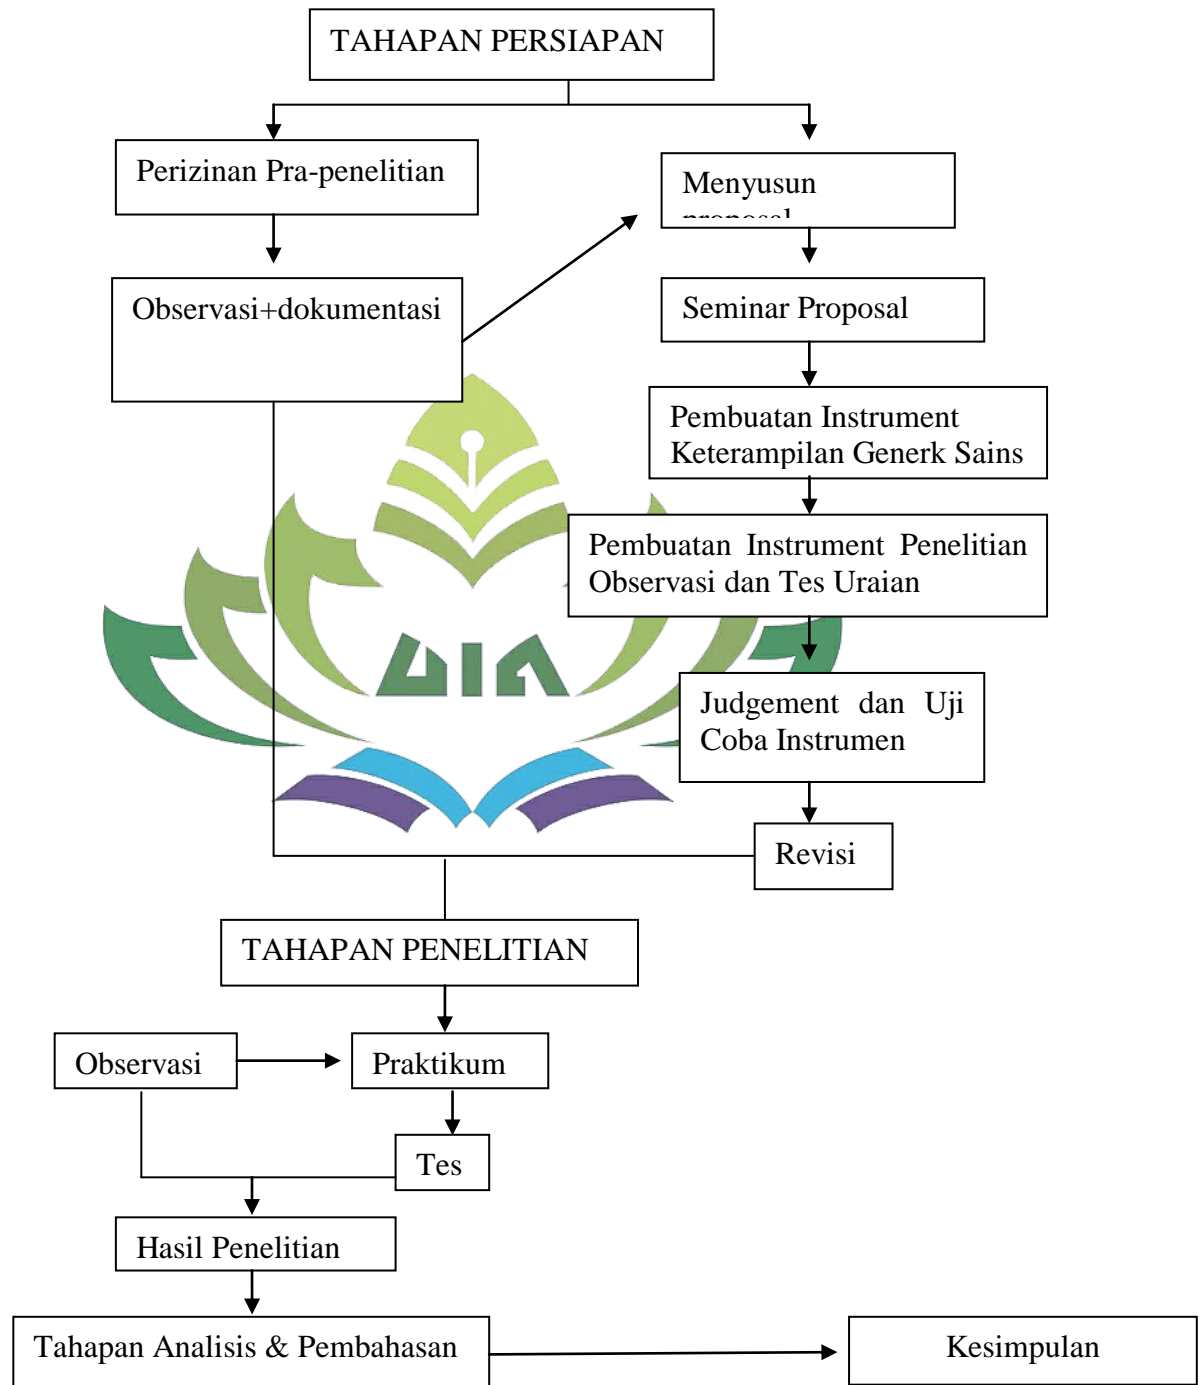 TAHAPAN PERSIAPAN
Perizinan Pra-penelitian
Menyusun
Observasi+dokumentasi
Seminar Proposal
Pembuatan Instrument
Keterampilan Generk Sains
Pembuatan Instrument Penelitian
Observasi dan Tes Uraian
UIN
Judgement dan Uji
Coba Instrumen
Revisi
TAHAPAN PENELITIAN
Observasi
Praktikum
Tes
Hasil Penelitian
Tahapan Analisis & Pembahasan
Kesimpulan